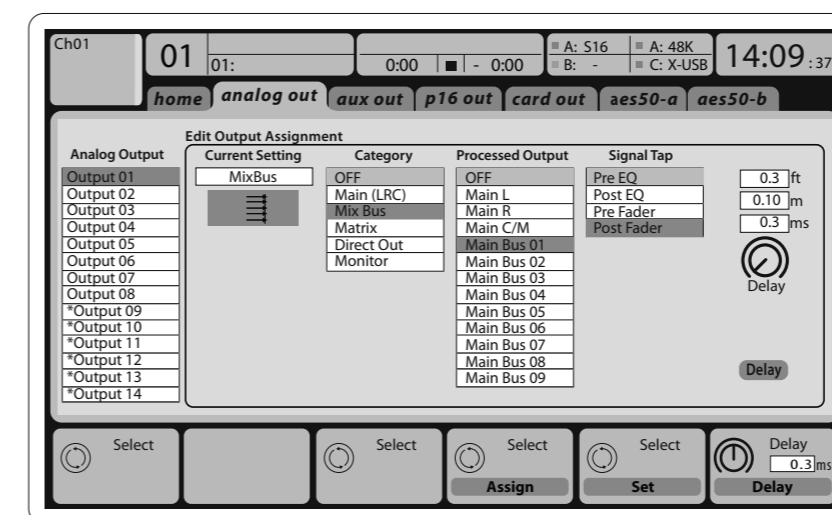 Ch01
01
01:
0:00 - 0:00
A: S16 A: 48K
B: - C: X-USB
14:09 :37
home analog out aux out p16 out card out aes50-a aes50-b
Edit Output Assignment
Analog Output Current Setting Category Processed Output Signal Tap
Output 01 MixBus OFF OFF Pre EQ 0.3 ft
Output 02 Main (LRC) Main L Post EQ 0.10 m
Output 03 Mix Bus Main R Pre Fader 0.3 ms
Output 04 Matrix Main C/M Post Fader
Output 05 Direct Out Main Bus 01
Output 06 Monitor Main Bus 02
Output 07 Main Bus 03 Delay
Output 08 Main Bus 04
*Output 09 Main Bus 05
*Output 10 Main Bus 06
*Output 11 Main Bus 07
*Output 12 Main Bus 08 Delay
*Output 13 Main Bus 09
*Output 14
Select Select Select Select Delay
0.3 ms
Assign Set Delay